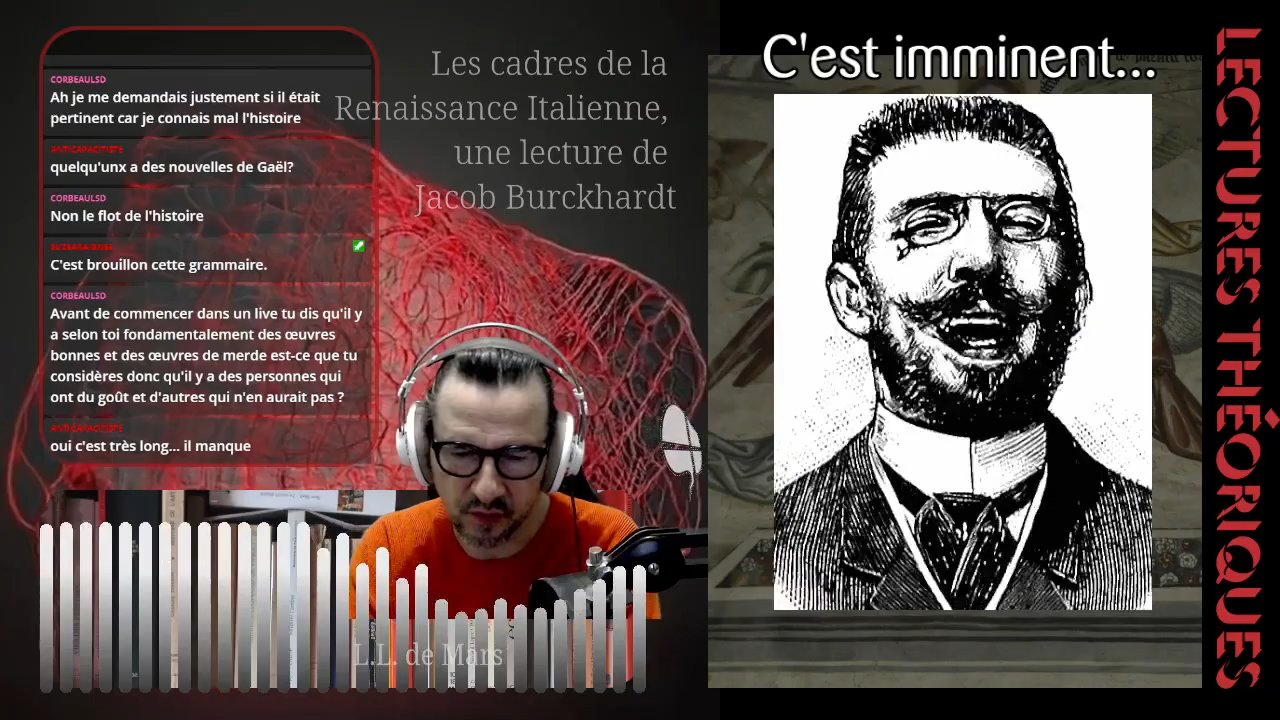 CORBEAULSD
Ah je me demandais justement si il était
pertinent car je connais mal l'histoire
ANTICAPACITISTE
quelqu'unx a des nouvelles de Gaël?
CORBEAULSD
Non le flot de l'histoire
C'est brouillon cette grammaire.
CORBEAULSD
Avant de commencer dans un live tu dis qu'il y
a selon toi fondamentalement des œuvres
bonnes et des œuvres de merde est-ce que tu
considères donc qu'il y a des personnes qui
ont du goût et d'autres qui n'en aurait pas ?
ANTICAPACITISTE
oui c'est très long... il manque
Les cadres de la
Renaissance Italienne,
une lecture de
Jacob Burckhardt
L.L. de Mars
C'est imminent...
LECTURES THÉORIQUES